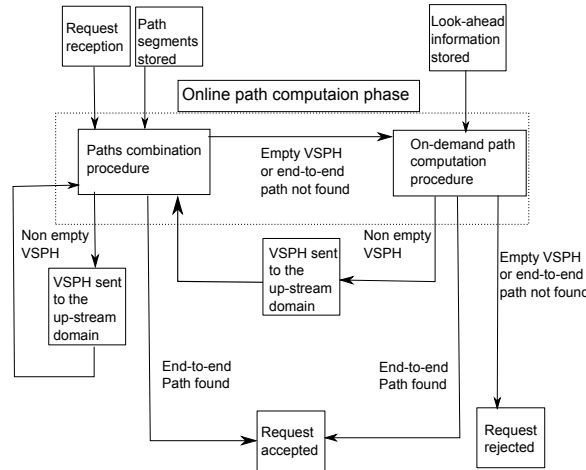 Request
reception
Path
segments
stored
Look-ahead
information
stored
Online path computaion phase
Paths combination
procedure
Empty VSPH
or end-to-end
path not found
On-demand path
computation
procedure
Non empty
VSPH
VSPH sent
to the
up-stream
domain
VSPH sent
to the
up-stream
domain
Non empty
VSPH
Empty VSPH
or end-to-end
path not found
End-to-end
Path found
End-to-end
Path found
Request
accepted
Request
rejected